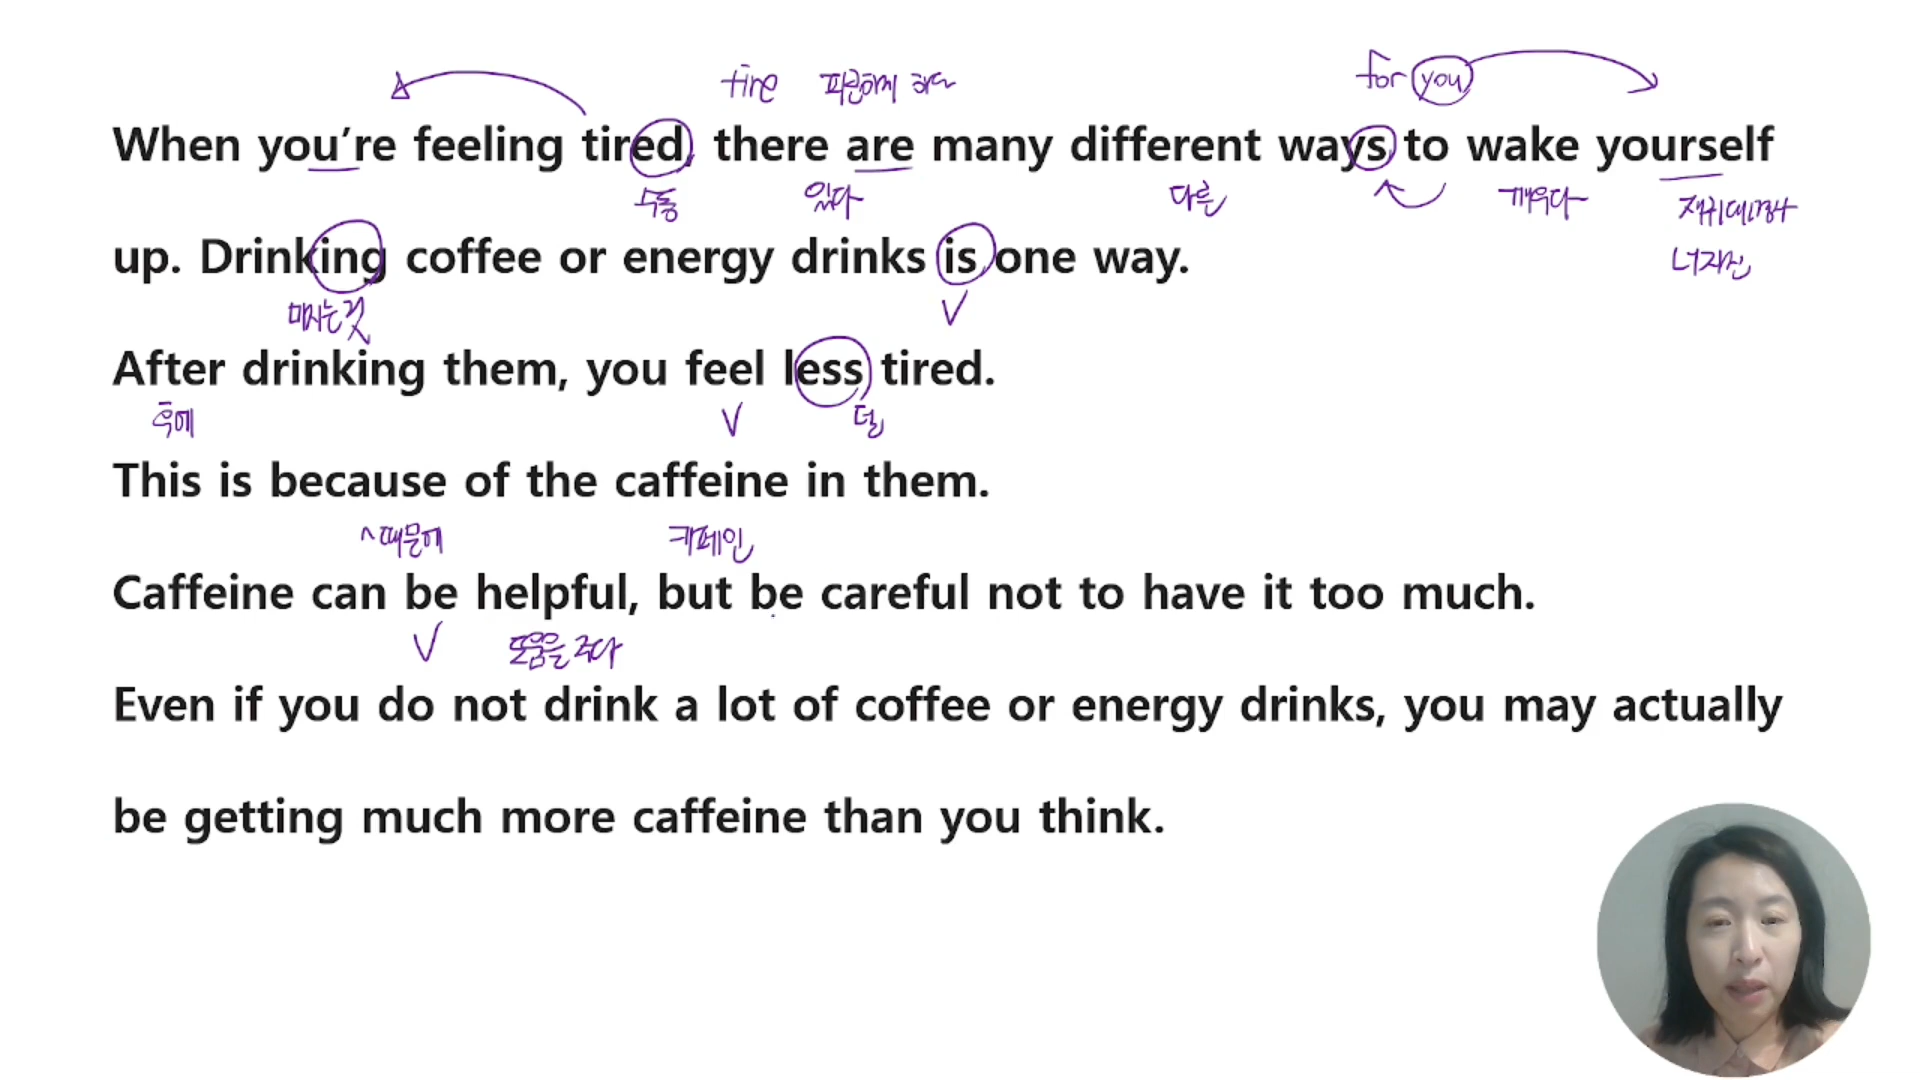 tire 피곤하게 하다 for you
When you're feeling tired, there are many different ways to wake yourself
수동 있다 다른 깨우다 재귀대명사
up. Drinking coffee or energy drinks is one way.
너자신
마시는것 V
After drinking them, you feel less tired.
후에 V 덜
This is because of the caffeine in them.
~때문에 카페인
Caffeine can be helpful, but be careful not to have it too much.
V 도움을 주다
Even if you do not drink a lot of coffee or energy drinks, you may actually
be getting much more caffeine than you think.